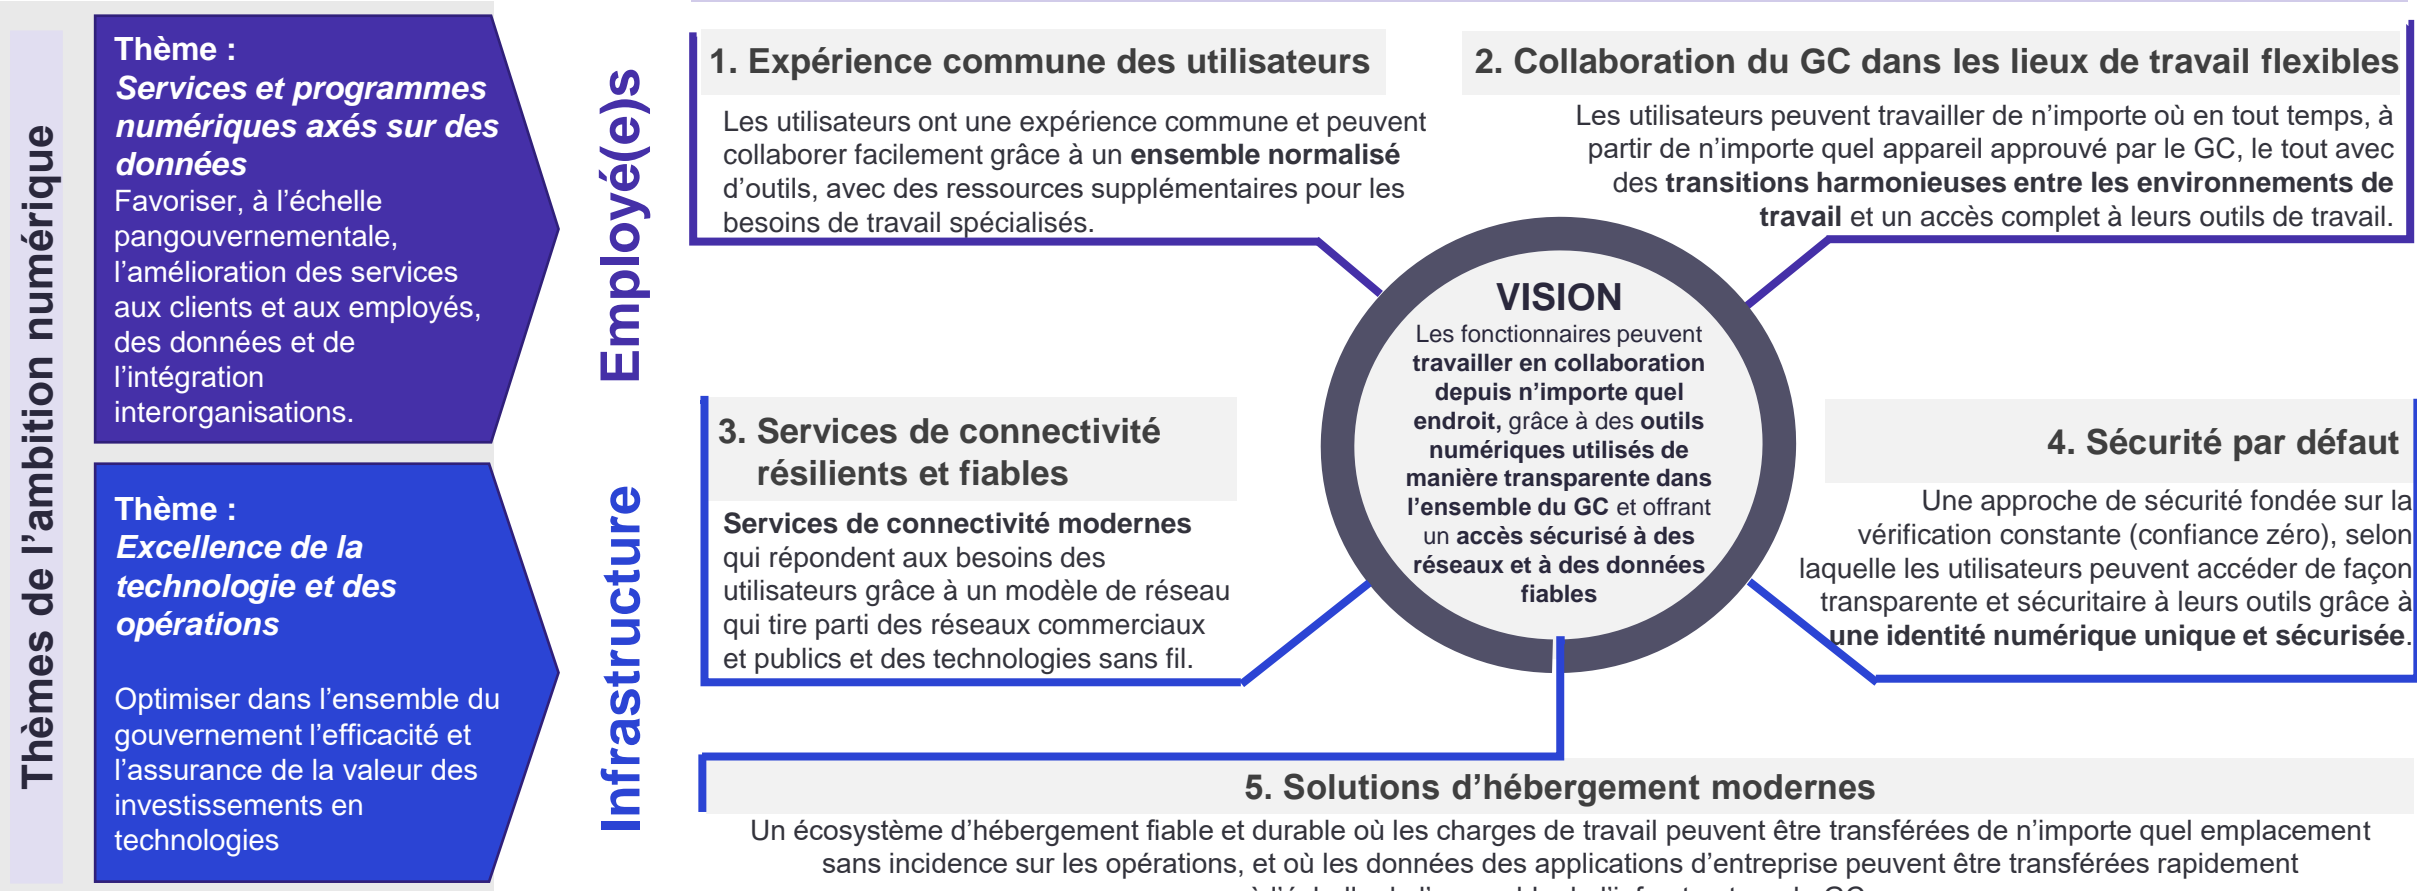 Thèmes de l’ambition numérique
Thème :
Services et programmes
numériques axés sur des
données
Favoriser, à l’échelle
pangouvernementale,
l’amélioration des services
aux clients et aux employés,
des données et de
l’intégration
interorganisations.
Thème :
Excellence de la
technologie et des
opérations
Optimiser dans l’ensemble du
gouvernement l’efficacité et
l’assurance de la valeur des
investissements en
technologies
Employé(e)s
Infrastructure
1. Expérience commune des utilisateurs
Les utilisateurs ont une expérience commune et peuvent
collaborer facilement grâce à un ensemble normalisé
d’outils, avec des ressources supplémentaires pour les
besoins de travail spécialisés.
2. Collaboration du GC dans les lieux de travail flexibles
Les utilisateurs peuvent travailler de n’importe où en tout temps, à
partir de n’importe quel appareil approuvé par le GC, le tout avec
des transitions harmonieuses entre les environnements de
travail et un accès complet à leurs outils de travail.
VISION
Les fonctionnaires peuvent
travailler en collaboration
depuis n’importe quel
endroit, grâce à des outils
numériques utilisés de
manière transparente dans
l’ensemble du GC et offrant
un accès sécurisé à des
réseaux et à des données
fiables
3. Services de connectivité
résilients et fiables
Services de connectivité modernes
qui répondent aux besoins des
utilisateurs grâce à un modèle de réseau
qui tire parti des réseaux commerciaux
et publics et des technologies sans fil.
4. Sécurité par défaut
Une approche de sécurité fondée sur la
vérification constante (confiance zéro), selon
laquelle les utilisateurs peuvent accéder de façon
transparente et sécuritaire à leurs outils grâce à
une identité numérique unique et sécurisée.
5. Solutions d’hébergement modernes
Un écosystème d’hébergement fiable et durable où les charges de travail peuvent être transférées de n’importe quel emplacement
sans incidence sur les opérations, et où les données des applications d’entreprise peuvent être transférées rapidement